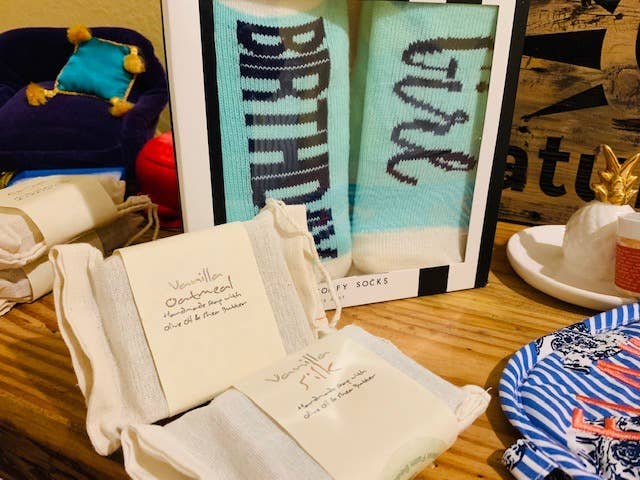 BIRTHDAY
Girl
SOCKS
Vanilla
Oatmeal
Handmade soap with
olive oil & shea butter
Vanilla
Silk
Handmade soap with
olive oil & shea butter